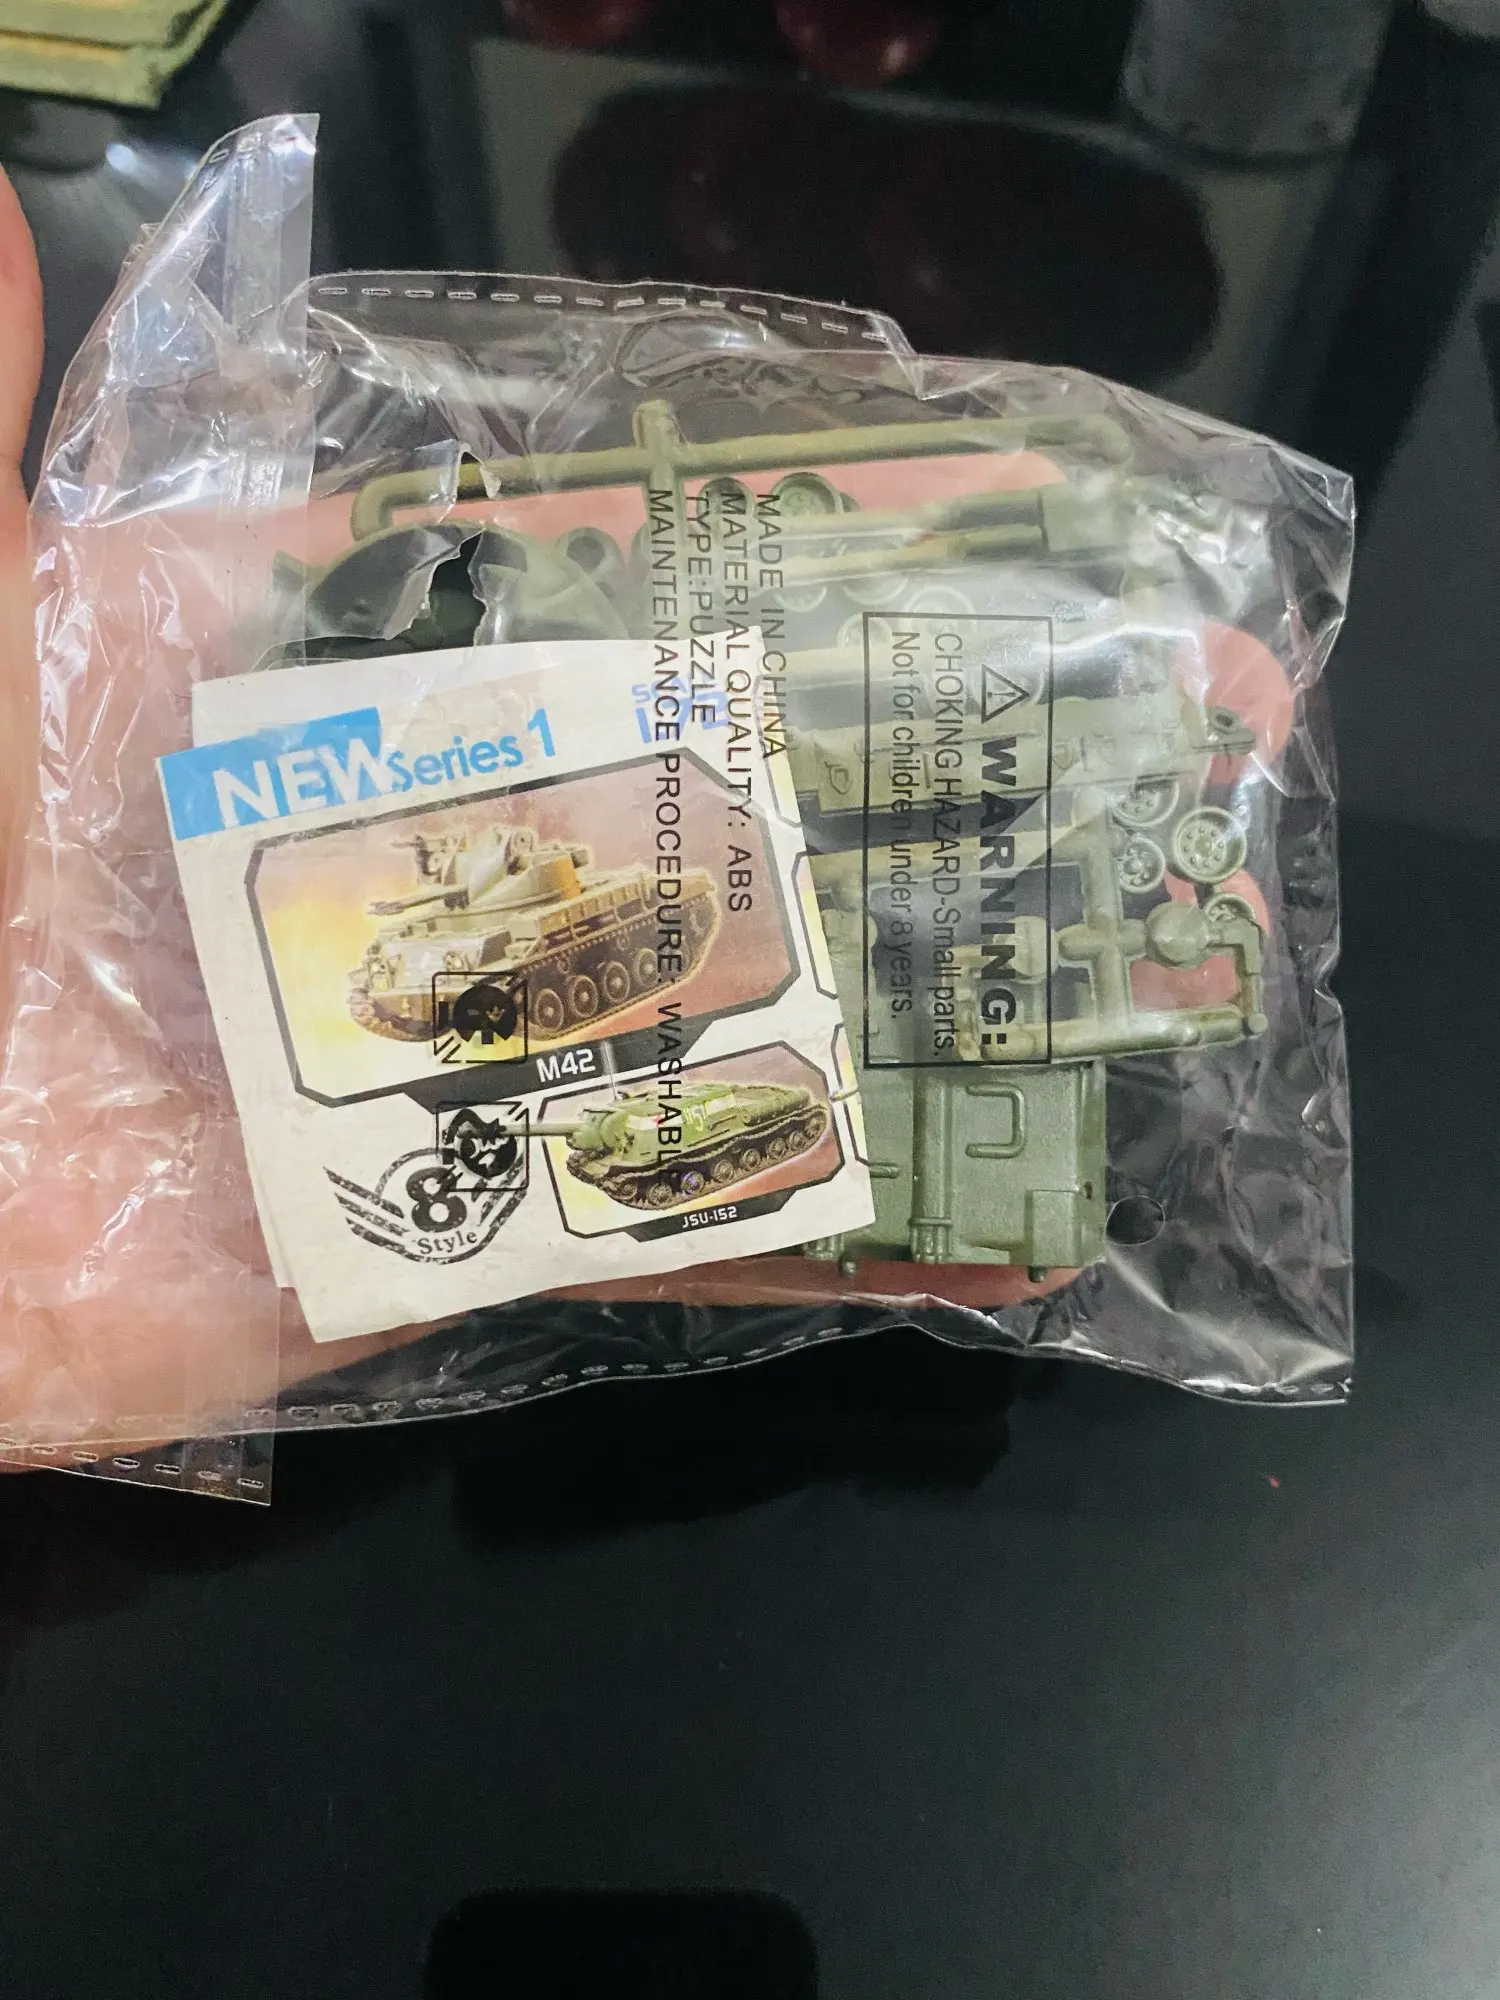 NEW Series 1
M42
JSU-152
8
Style
MADE IN CHINA
MATERIAL QUALITY: ABS
TYPE:PUZZLE
MAINTENANCE PROCEDURE: WASHABLE
WARNING:
CHOKING HAZARD-Small parts.
Not for children under 8 years.